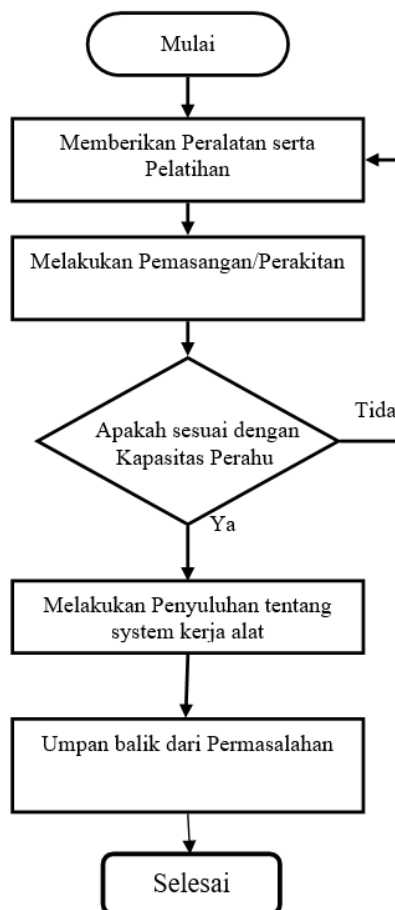 Mulai
Memberikan Peralatan serta
Pelatihan
Melakukan Pemasangan/Perakitan
Apakah sesuai dengan
Kapasitas Perahu
Tida
Ya
Melakukan Penyuluhan tentang
system kerja alat
Umpan balik dari Permasalahan
Selesai